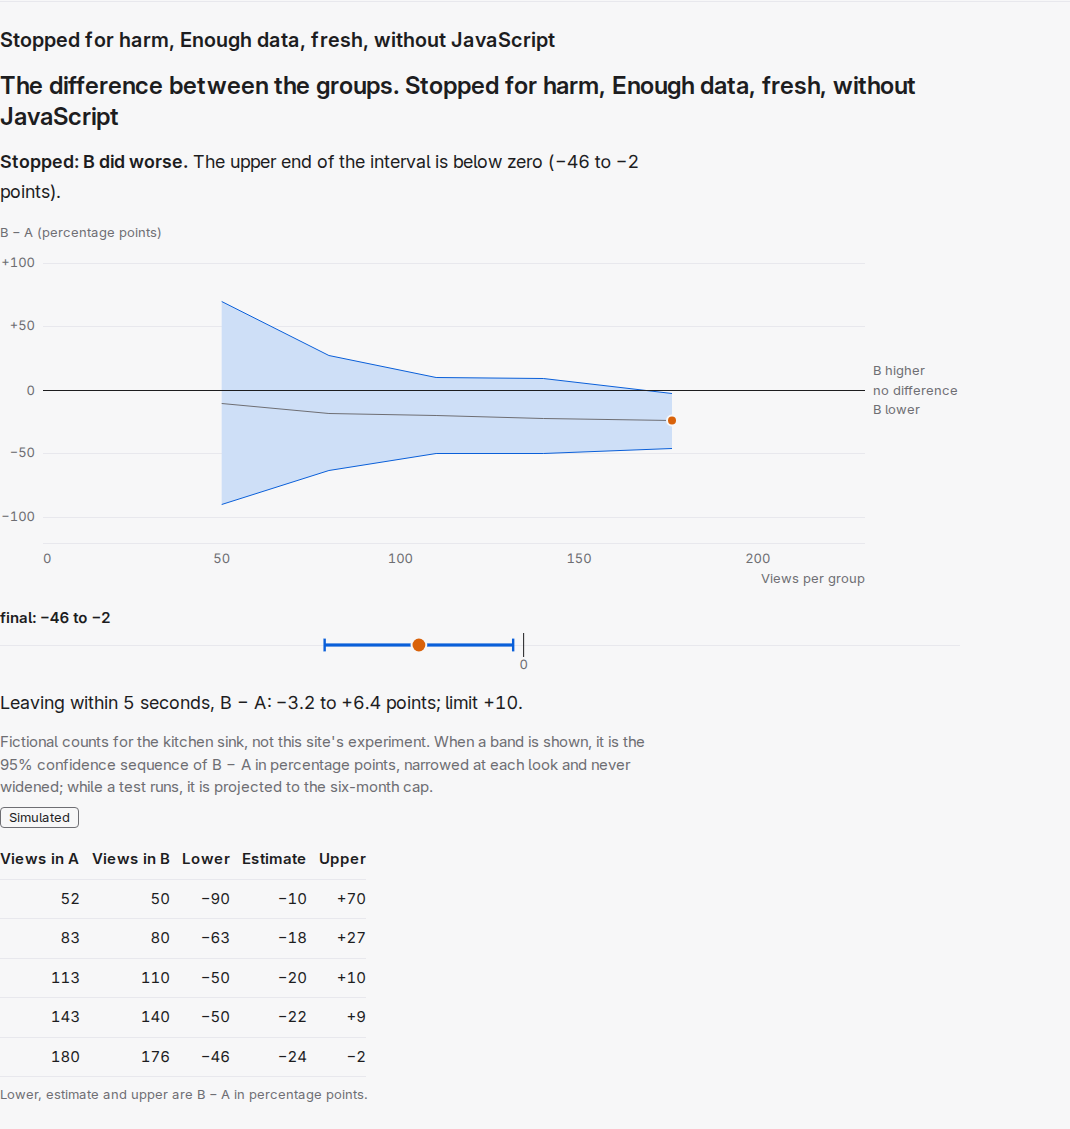 Stopped for harm, Enough data, fresh, without JavaScript
The difference between the groups. Stopped for harm, Enough data, fresh, without
JavaScript
Stopped: B did worse. The upper end of the interval is below zero (−46 to −2
points).
B − A (percentage points)
+100
+50
0
−50
−100
B higher
no difference
B lower
0 50 100 150 200
Views per group
final: −46 to −2
0
Leaving within 5 seconds, B − A: −3.2 to +6.4 points; limit +10.
Fictional counts for the kitchen sink, not this site's experiment. When a band is shown, it is the
95% confidence sequence of B − A in percentage points, narrowed at each look and never
widened; while a test runs, it is projected to the six-month cap.
Simulated
Views in A Views in B Lower Estimate Upper
52 50 −90 −10 +70
83 80 −63 −18 +27
113 110 −50 −20 +10
143 140 −50 −22 +9
180 176 −46 −24 −2
Lower, estimate and upper are B − A in percentage points.